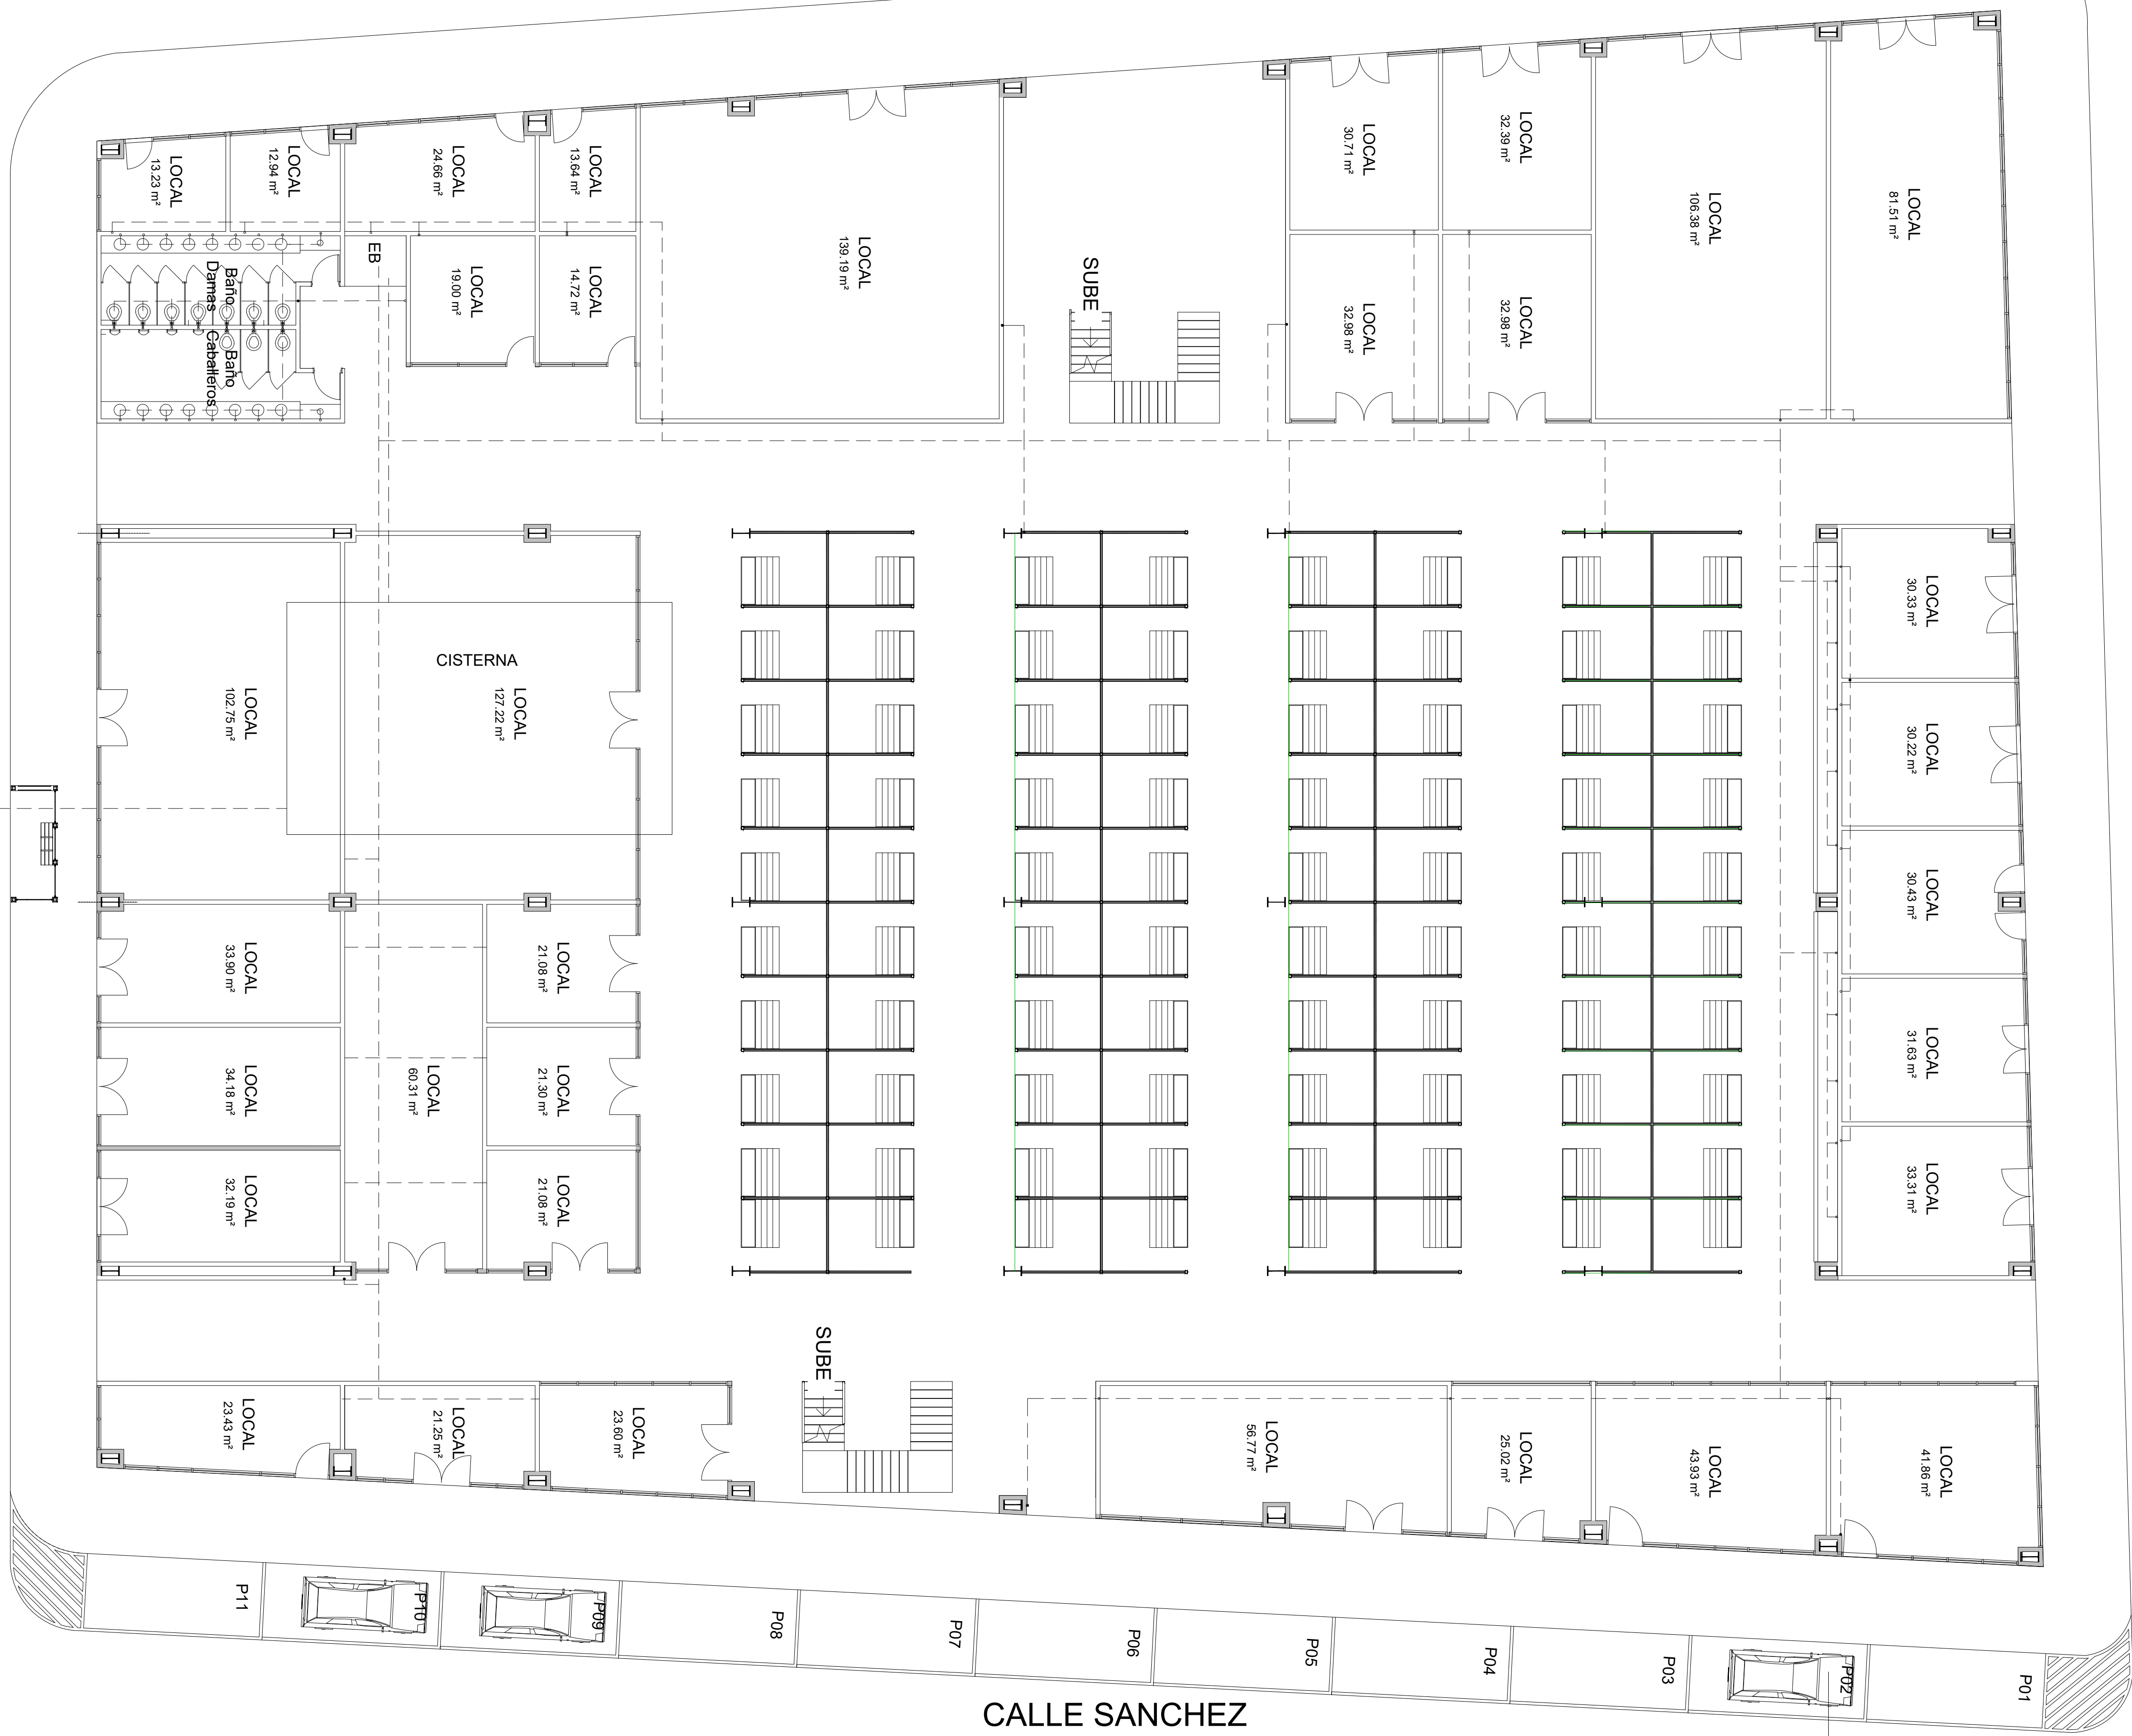 LOCAL
13.23 m²
LOCAL
12.94 m²
LOCAL
24.66 m²
LOCAL
13.64 m²
LOCAL
139.19 m²
LOCAL
30.71 m²
LOCAL
32.39 m²
LOCAL
106.38 m²
LOCAL
81.51 m²
EB
LOCAL
19.00 m²
LOCAL
14.72 m²
SUBE
LOCAL
32.98 m²
LOCAL
32.98 m²
Baño
Damas
Baño
Caballeros
CISTERNA
LOCAL
102.75 m²
LOCAL
127.22 m²
LOCAL
30.33 m²
LOCAL
30.22 m²
LOCAL
30.43 m²
LOCAL
31.63 m²
LOCAL
33.31 m²
LOCAL
33.90 m²
LOCAL
21.08 m²
LOCAL
34.18 m²
LOCAL
60.31 m²
LOCAL
21.30 m²
LOCAL
32.19 m²
LOCAL
21.08 m²
SUBE
LOCAL
23.43 m²
LOCAL
21.25 m²
LOCAL
23.60 m²
LOCAL
56.77 m²
LOCAL
25.02 m²
LOCAL
43.93 m²
LOCAL
41.86 m²
P11
P10
P09
P08
P07
P06
P05
P04
P03
P02
P01
CALLE SANCHEZ